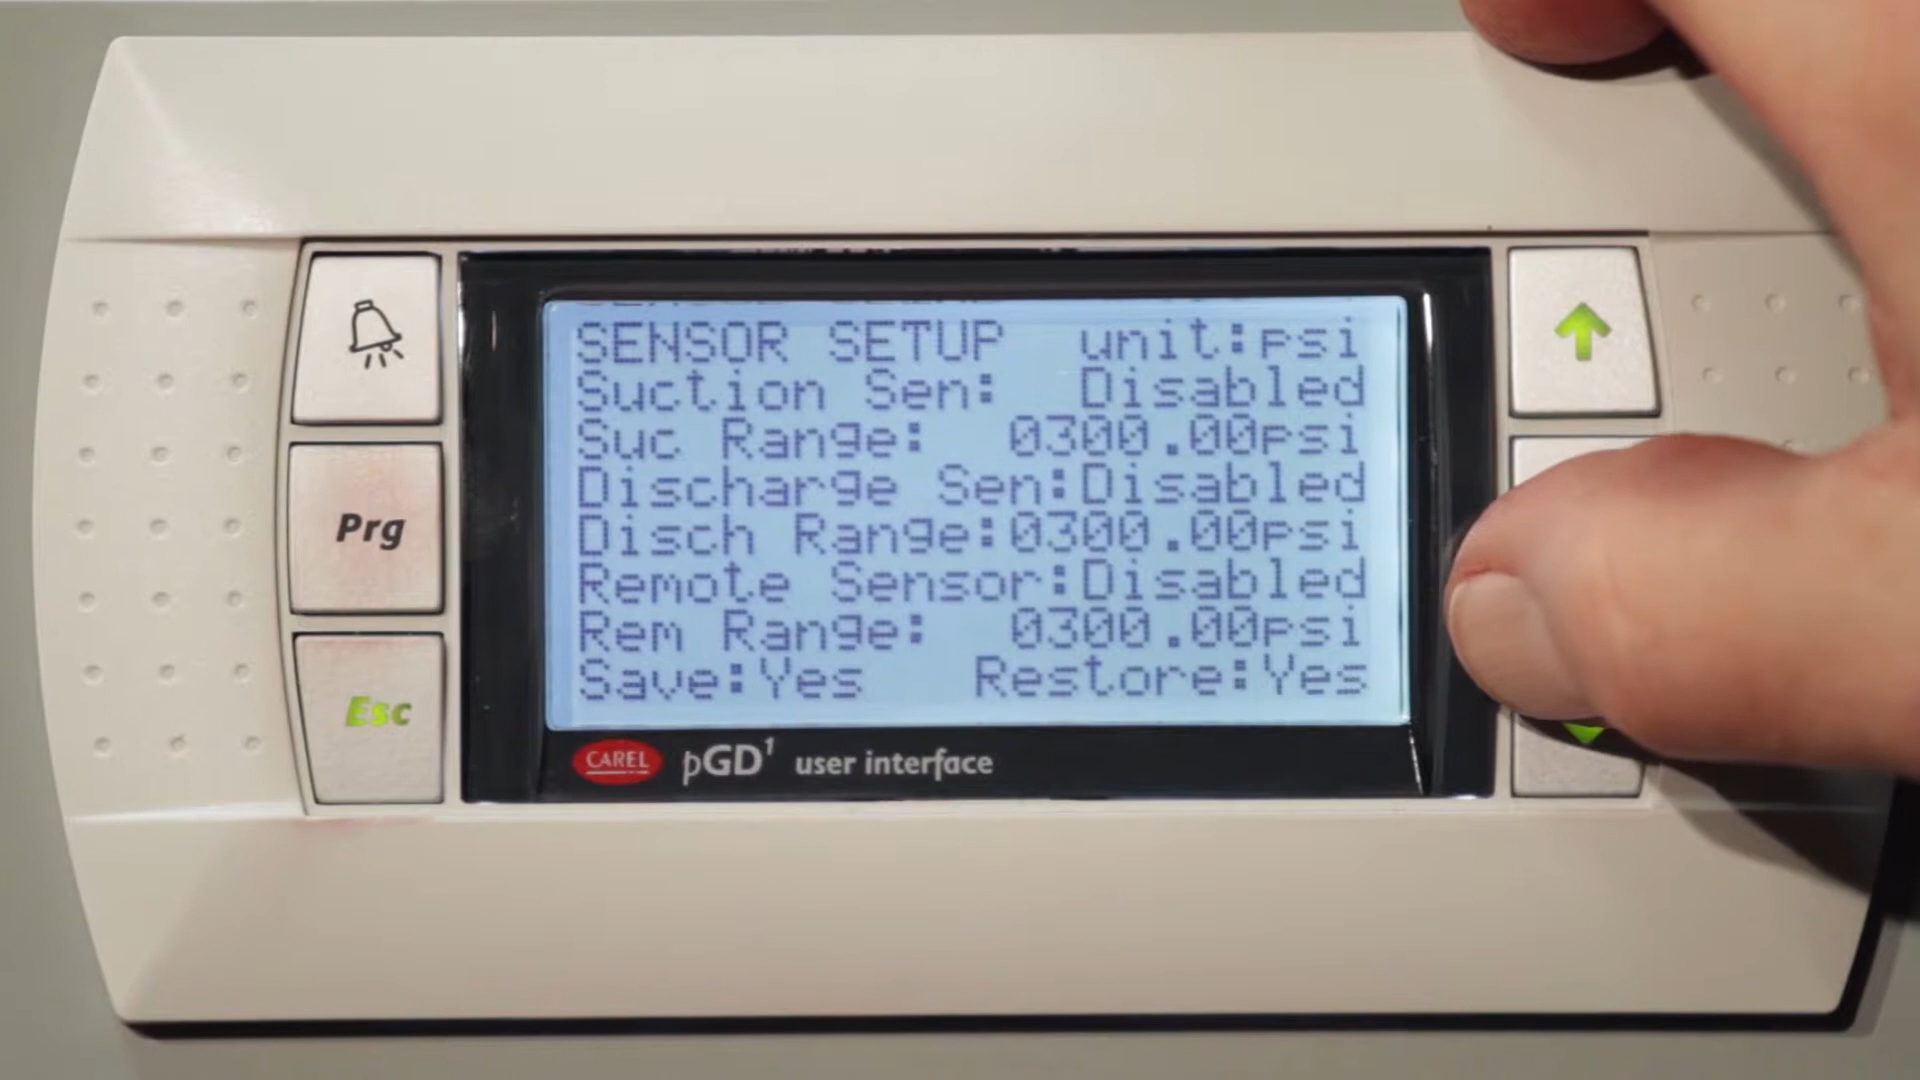 SENSOR SETUP unit:psi
Suction Sen: Disabled
Suc Range: 0300.00psi
Discharge Sen:Disabled
Disch Range:0300.00psi
Remote Sensor:Disabled
Rem Range: 0300.00psi
Save:Yes Restore:Yes
Prg
Esc
CAREL pGD¹ user interface